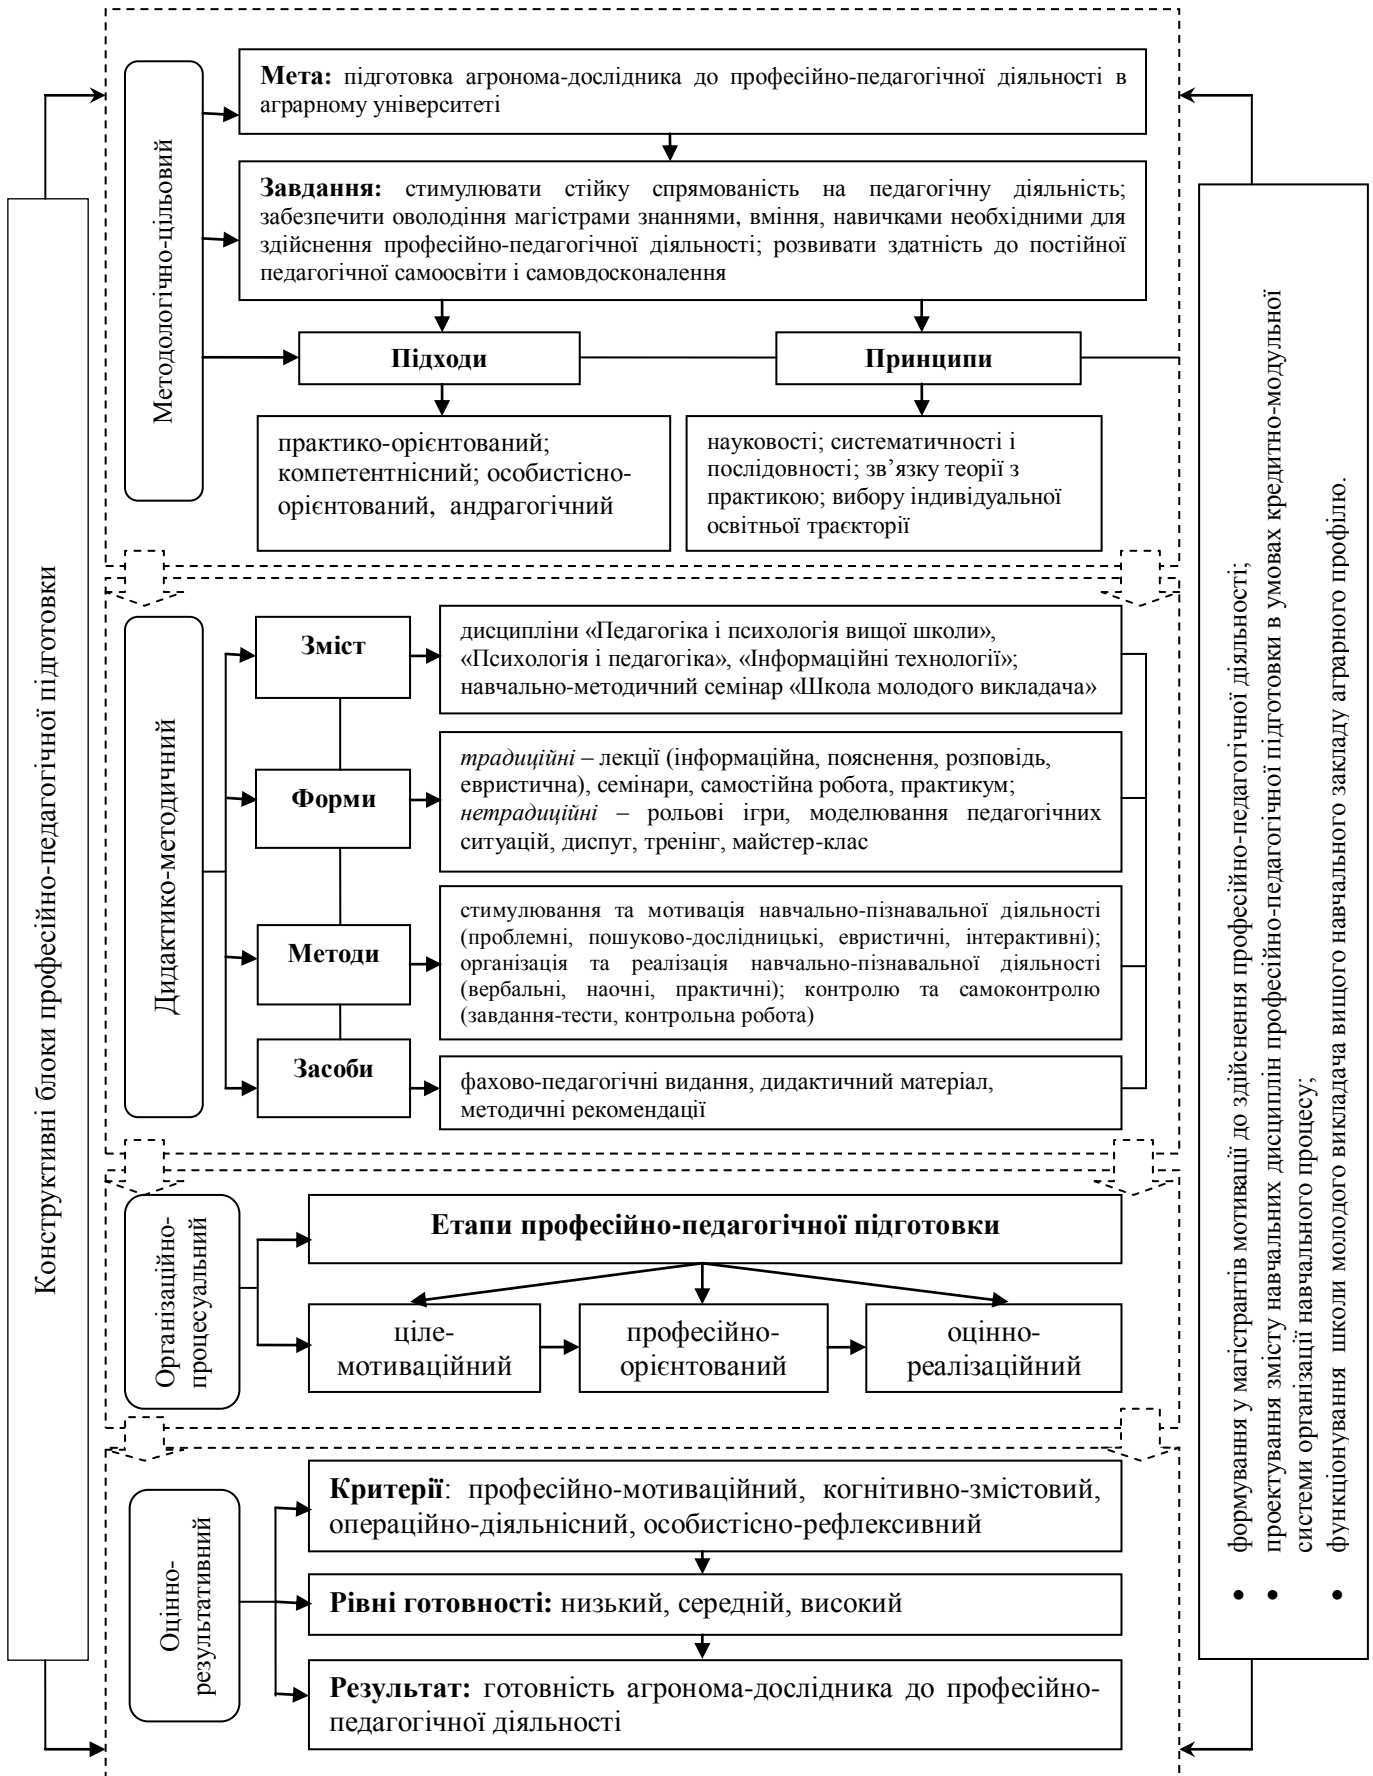 Конструктивні блоки професійно-педагогічної підготовки
Методологічно-цільовий
Мета: підготовка агронома-дослідника до професійно-педагогічної діяльності в
аграрному університеті
Завдання: стимулювати стійку спрямованість на педагогічну діяльність;
забезпечити оволодіння магістрами знаннями, вміння, навичками необхідними для
здійснення професійно-педагогічної діяльності; розвивати здатність до постійної
педагогічної самоосвіти і самовдосконалення
Підходи
Принципи
практико-орієнтований;
компетентнісний; особистісно-
орієнтований, андрагогічний
науковості; систематичності і
послідовності; зв’язку теорії з
практикою; вибору індивідуальної
освітньої траєкторії
Дидактико-методичний
Зміст
дисципліни «Педагогіка і психологія вищої школи»,
«Психологія і педагогіка», «Інформаційні технології»;
навчально-методичний семінар «Школа молодого викладача»
Форми
традиційні – лекції (інформаційна, пояснення, розповідь,
евристична), семінари, самостійна робота, практикум;
нетрадиційні – рольові ігри, моделювання педагогічних
ситуацій, диспут, тренінг, майстер-клас
Методи
стимулювання та мотивація навчально-пізнавальної діяльності
(проблемні, пошуково-дослідницькі, евристичні, інтерактивні);
організація та реалізація навчально-пізнавальної діяльності
(вербальні, наочні, практичні); контролю та самоконтролю
(завдання-тести, контрольна робота)
Засоби
фахово-педагогічні видання, дидактичний матеріал,
методичні рекомендації
Організаційно-
процесуальний
Етапи професійно-педагогічної підготовки
ціле-
мотиваційний
професійно-
орієнтований
оцінно-
реалізаційний
Оцінно-
результативний
Критерії: професійно-мотиваційний, когнітивно-змістовий,
операційно-діяльнісний, особистісно-рефлексивний
Рівні готовності: низький, середній, високий
Результат: готовність агронома-дослідника до професійно-
педагогічної діяльності
• формування у магістрантів мотивації до здійснення професійно-педагогічної діяльності;
• проектування змісту навчальних дисциплін професійно-педагогічної підготовки в умовах кредитно-модульної
системи організації навчального процесу;
• функціонування школи молодого викладача вищого навчального закладу аграрного профілю.